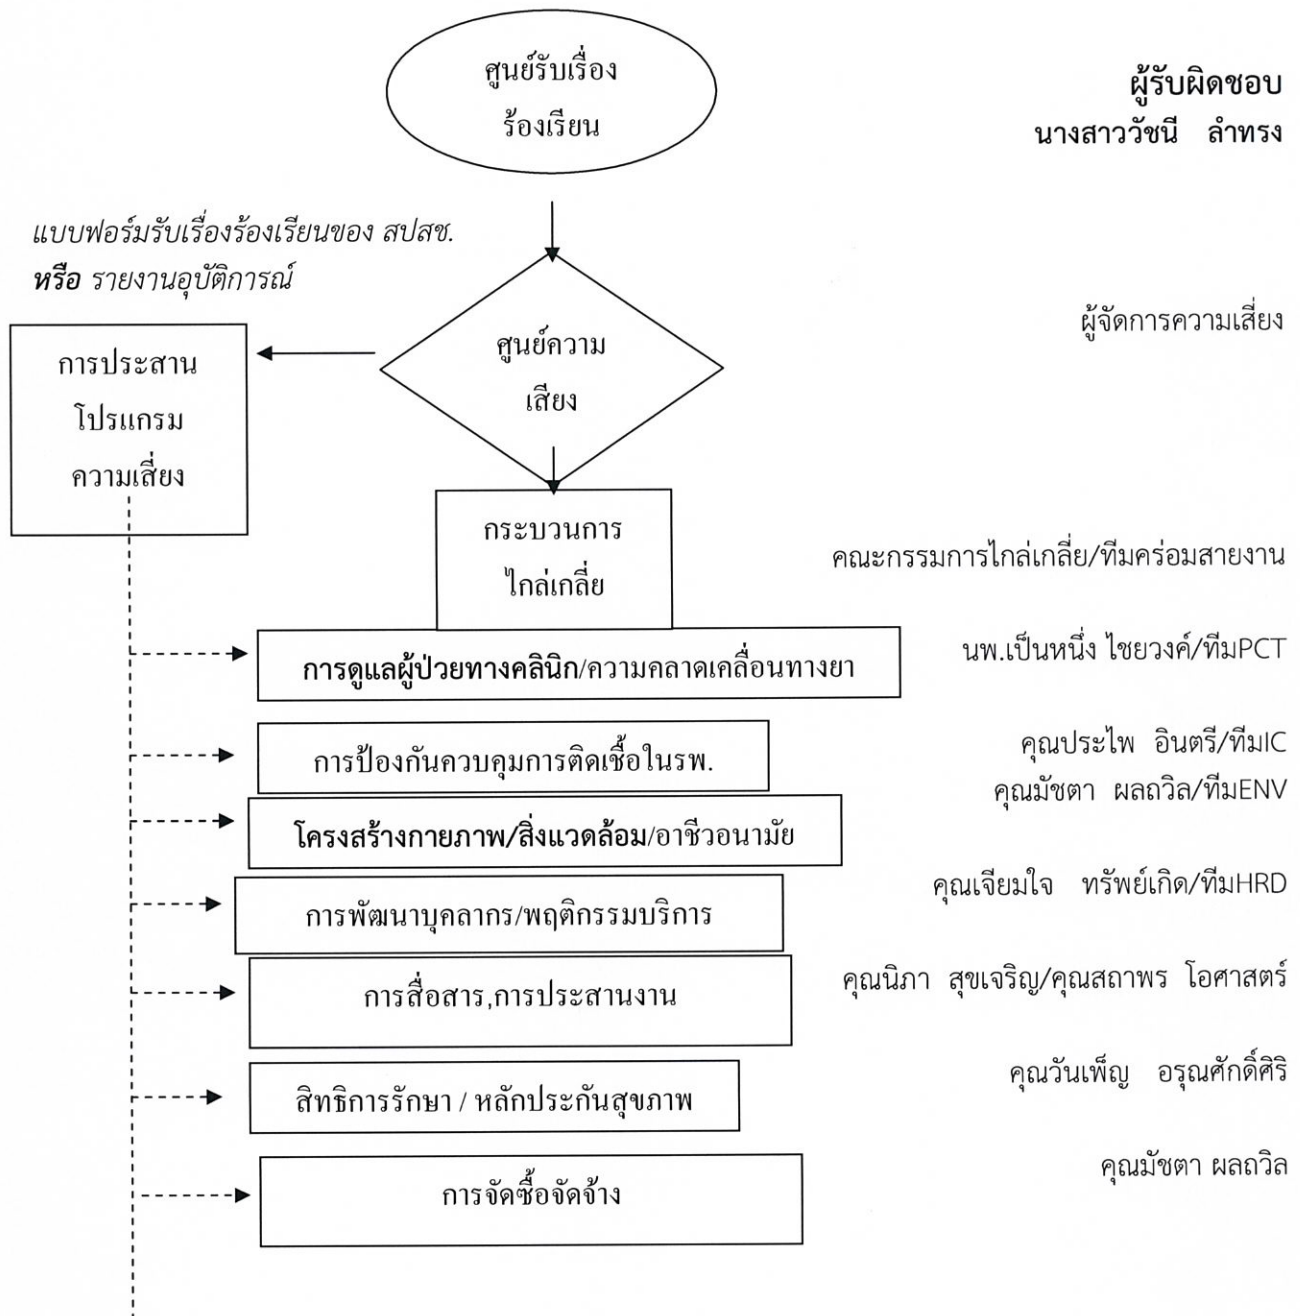 ศูนย์รับเรื่อง
ร้องเรียน
ผู้รับผิดชอบ
นางสาววัชนี ลำทรง
แบบฟอร์มรับเรื่องร้องเรียนของ สปสช.
หรือ รายงานอุบัติการณ์
ศูนย์ความ
เสียง
ผู้จัดการความเสี่ยง
การประสาน
โปรแกรม
ความเสี่ยง
กระบวนการ
ไกล่เกลี่ย
คณะกรรมการไกล่เกลี่ย/ทีมคร่อมสายงาน
การดูแลผู้ป่วยทางคลินิก/ความคลาดเคลื่อนทางยา
นพ.เป็นหนึ่ง ไชยวงค์/ทีมPCT
การป้องกันควบคุมการติดเชื้อในรพ.
คุณประไพ อินตรี/ทีมIC
คุณมัชตา ผลถวิล/ทีมENV
โครงสร้างกายภาพ/สิ่งแวดล้อม/อาชีวอนามัย
คุณเจียมใจ ทรัพย์เกิด/ทีมHRD
การพัฒนาบุคลากร/พฤติกรรมบริการ
คุณนิภา สุขเจริญ/คุณสถาพร โอศาสตร์
การสื่อสาร,การประสานงาน
คุณวันเพ็ญ อรุณศักดิ์ศิริ
สิทธิการรักษา / หลักประกันสุขภาพ
คุณมัชตา ผลถวิล
การจัดซื้อจัดจ้าง